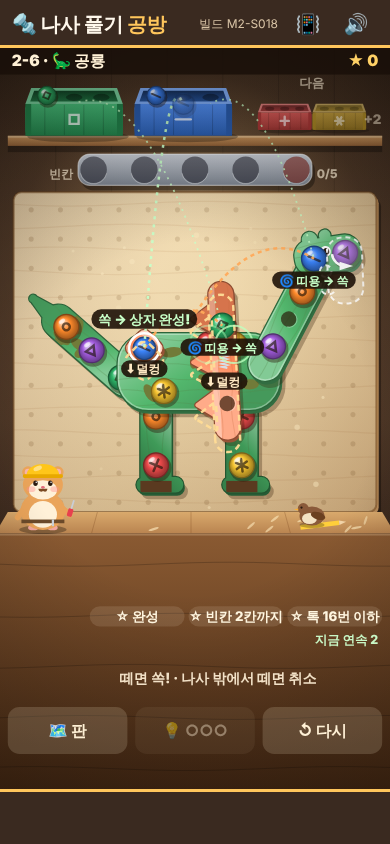 나사 풀기 공방
빌드 M2-S018
2-6 · 공룡
★ 0
다음
+2
빈칸
0/5
🌀 띠용 → 쏙
쏙 → 상자 완성!
🌀 띠용 → 쏙
⬇덜컹
⬇덜컹
☆ 완성
☆ 빈칸 2칸까지
☆ 톡 16번 이하
지금 연속 2
떼면 쏙! · 나사 밖에서 떼면 취소
판
다시